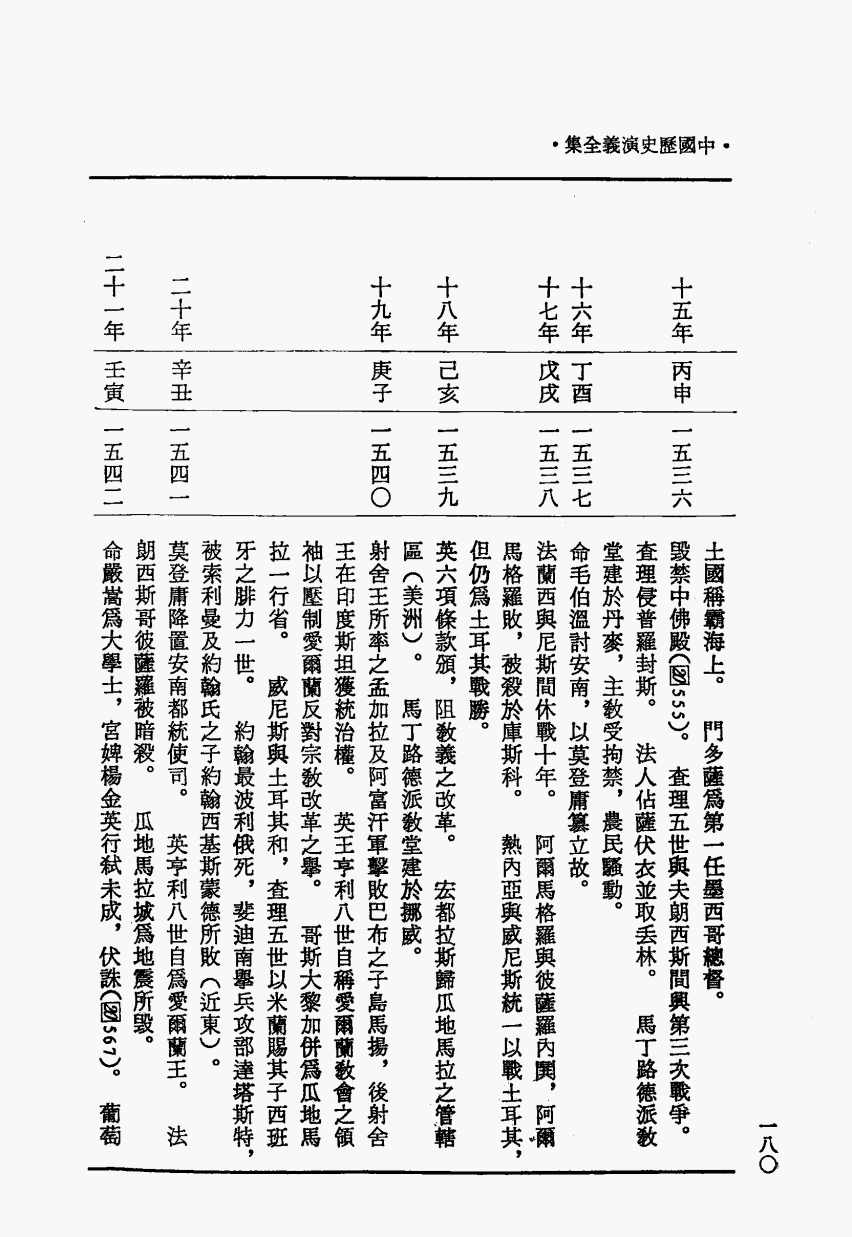 •中國歷史演義全集•
土國稱霸海上。　門多薩爲第一任墨西哥總督。
十五年　丙申　一五三六　毀禁中佛殿(圖555)。　查理五世與夫朗西斯間興第三次戰爭。
查理侵普羅封斯。　法人佔薩伏衣並取丢林。　馬丁路德派敎
堂建於丹麥，主敎受拘禁，農民騷動。
十六年　丁酉　一五三七　命毛伯溫討安南，以莫登庸篡立故。
十七年　戊戌　一五三八　法蘭西與尼斯間休戰十年。　阿爾馬格羅與彼薩羅內鬨，阿爾
馬格羅敗，被殺於庫斯科。　熱內亞與威尼斯統一以戰土耳其，
但仍爲土耳其戰勝。
十八年　己亥　一五三九　英六項條款頒，阻敎義之改革。　宏都拉斯歸瓜地馬拉之管轄
區（美洲）。　馬丁路德派敎堂建於挪威。
十九年　庚子　一五四〇　射舍王所率之孟加拉及阿富汗軍擊敗巴布之子島馬揚，後射舍
王在印度斯坦獲統治權。　英王亨利八世自稱愛爾蘭敎會之領
袖以壓制愛爾蘭反對宗敎改革之舉。　哥斯大黎加併爲瓜地馬
拉一行省。　威尼斯與土耳其和，查理五世以米蘭賜其子西班
牙之腓力一世。　約翰最波利俄死，斐迪南舉兵攻部達塔斯特，
被索利曼及約翰氏之子約翰西基斯蒙德所敗（近東）。
二十年　辛丑　一五四一　莫登庸降置安南都統使司。　英亨利八世自爲愛爾蘭王。　法
朗西斯哥彼薩羅被暗殺。　瓜地馬拉城爲地震所毀。
二十一年　壬寅　一五四二　命嚴嵩爲大學士，宮婢楊金英行弒未成，伏誅(圖567)。　葡萄
一八〇